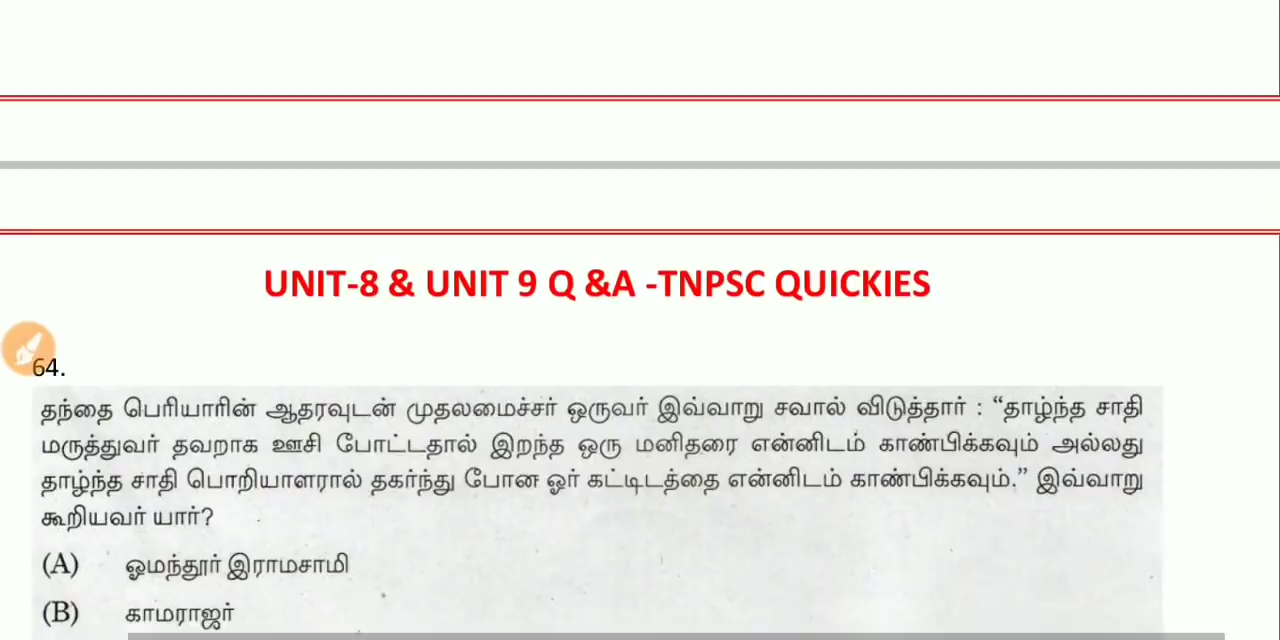 UNIT-8 & UNIT 9 Q &A -TNPSC QUICKIES
64.
தந்தை பெரியாரின் ஆதரவுடன் முதலமைச்சர் ஒருவர் இவ்வாறு சவால் விடுத்தார் : “தாழ்ந்த சாதி
மருத்துவர் தவறாக ஊசி போட்டதால் இறந்த ஒரு மனிதரை என்னிடம் காண்பிக்கவும் அல்லது
தாழ்ந்த சாதி பொறியாளரால் தகர்ந்து போன ஓர் கட்டிடத்தை என்னிடம் காண்பிக்கவும்.” இவ்வாறு
கூறியவர் யார்?
(A) ஓமந்தூர் இராமசாமி
(B) காமராஜர்